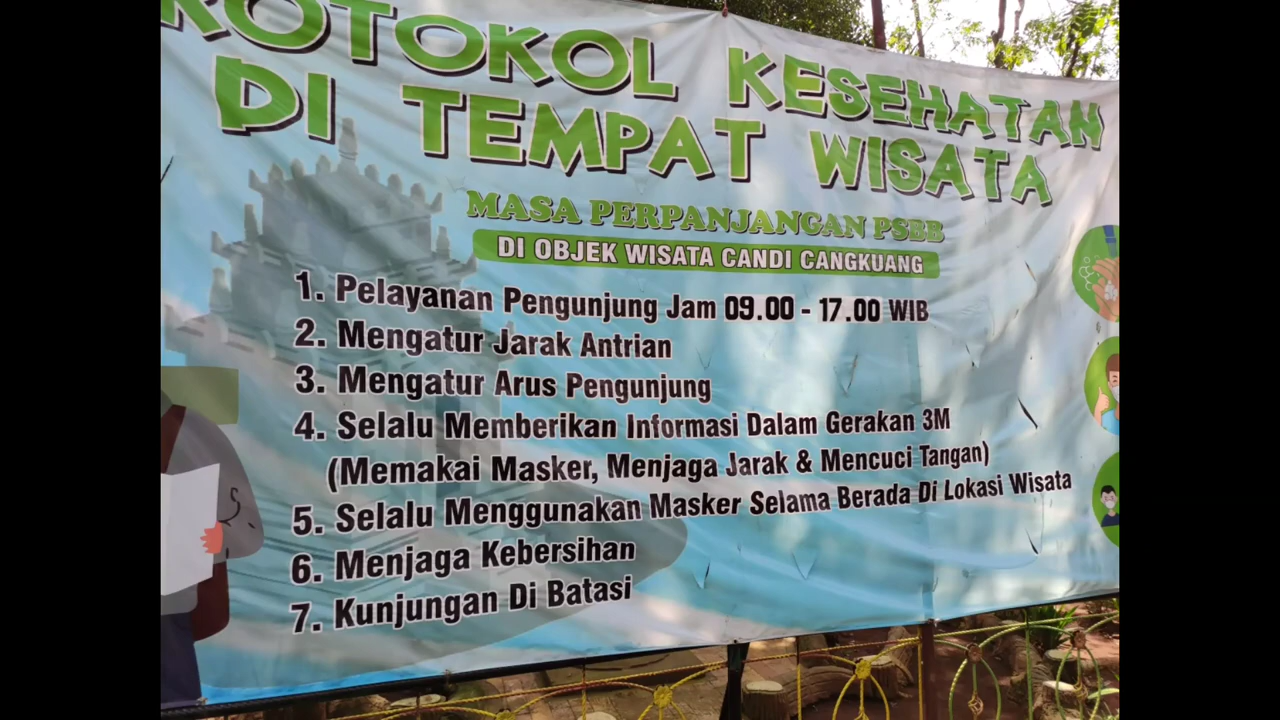 ROTOKOL KESEHATAN
DI TEMPAT WISATA
MASA PERPANJANGAN PSBB
DI OBJEK WISATA CANDI CANGKUANG
1. Pelayanan Pengunjung Jam 09.00 - 17.00 WIB
2. Mengatur Jarak Antrian
3. Mengatur Arus Pengunjung
4. Selalu Memberikan Informasi Dalam Gerakan 3M
(Memakai Masker, Menjaga Jarak & Mencuci Tangan)
5. Selalu Menggunakan Masker Selama Berada Di Lokasi Wisata
6. Menjaga Kebersihan
7. Kunjungan Di Batasi